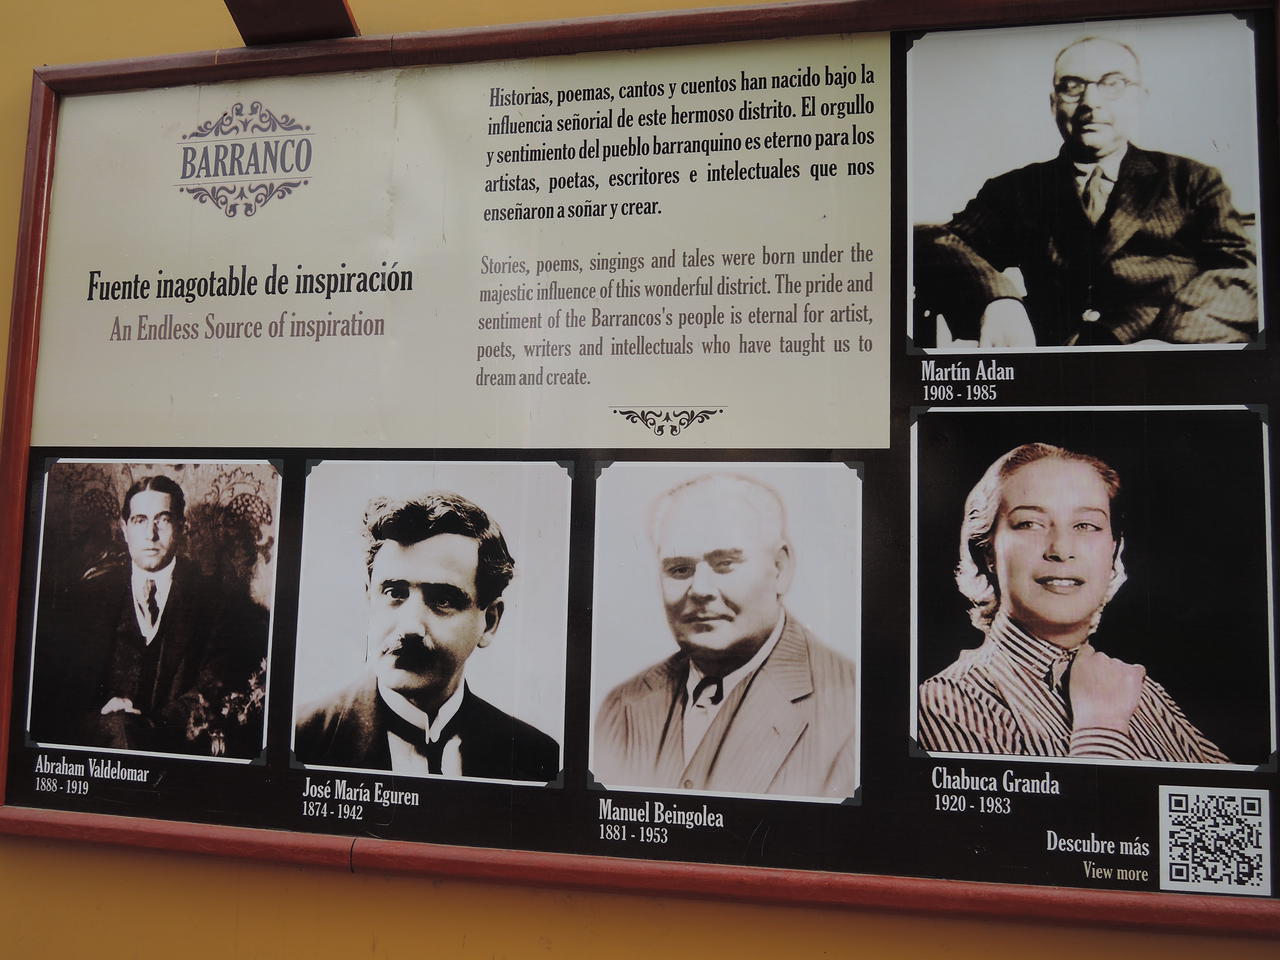 BARRANCO
Fuente inagotable de inspiración
An Endless Source of inspiration
Historias, poemas, cantos y cuentos han nacido bajo la
influencia señorial de este hermoso distrito. El orgullo
y sentimiento del pueblo barranquino es eterno para los
artistas, poetas, escritores e intelectuales que nos
enseñaron a soñar y crear.
Stories, poems, singings and tales were born under the
majestic influence of this wonderful district. The pride and
sentiment of the Barrancos's people is eternal for artist,
poets, writers and intellectuals who have taught us to
dream and create.
Martín Adan
1908 - 1985
Abraham Valdelomar
1888 - 1919
José María Eguren
1874 - 1942
Manuel Beingolea
1881 - 1953
Chabuca Granda
1920 - 1983
Descubre más
View more